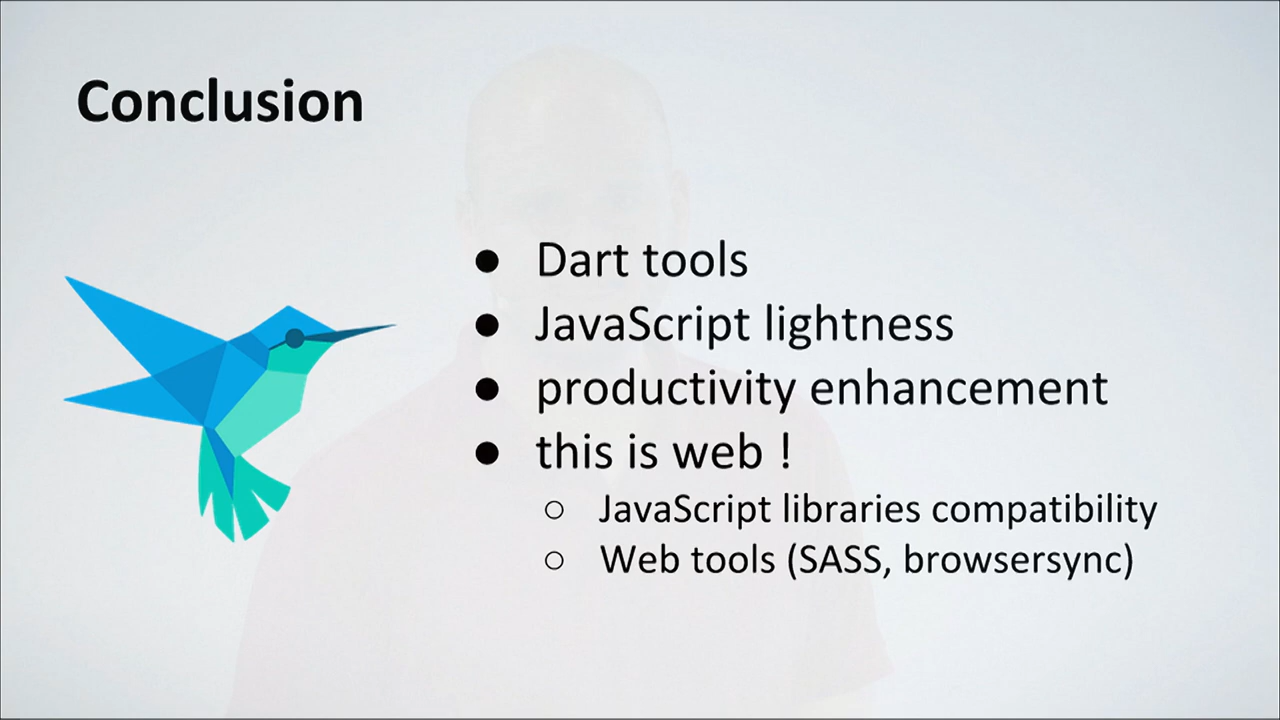 Conclusion
● Dart tools
● JavaScript lightness
● productivity enhancement
● this is web !
○ JavaScript libraries compatibility
○ Web tools (SASS, browsersync)